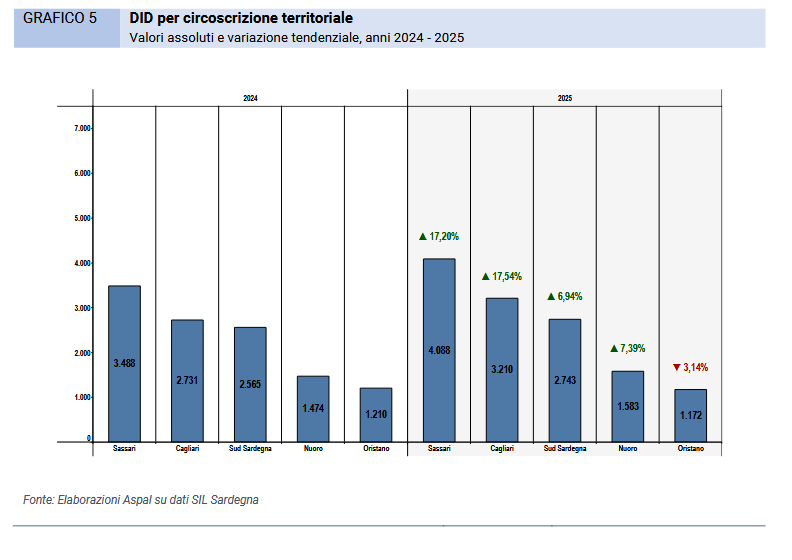 GRAFICO 5
DID per circoscrizione territoriale
Valori assoluti e variazione tendenziale, anni 2024 - 2025
2024
2025
7.000
6.000
5.000
4.000
3.000
2.000
1.000
0
▲ 17,20%
▲ 17,54%
▲ 6,94%
▲ 7,39%
▼ 3,14%
3.488
2.731
2.565
1.474
1.210
4.088
3.210
2.743
1.583
1.172
Sassari
Cagliari
Sud Sardegna
Nuoro
Oristano
Sassari
Cagliari
Sud Sardegna
Nuoro
Oristano
Fonte: Elaborazioni Aspal su dati SIL Sardegna